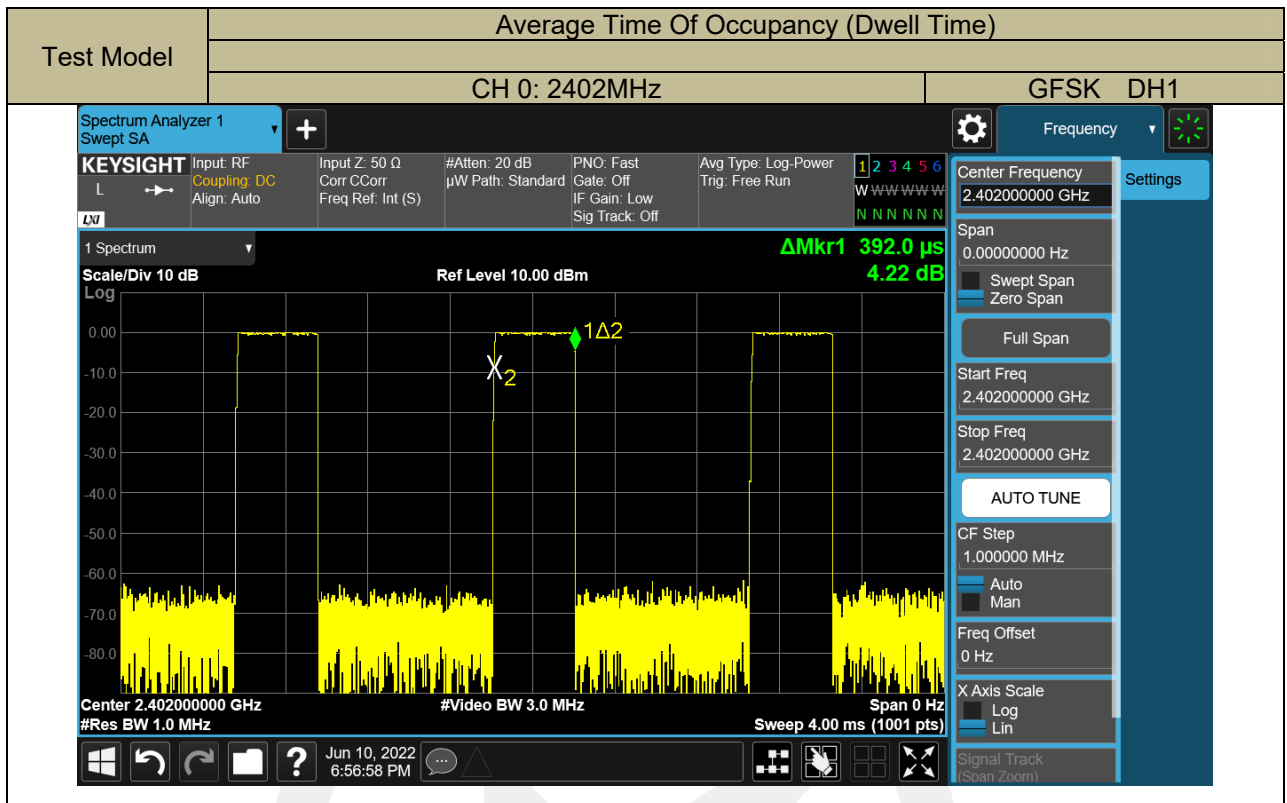 Test Model
Average Time Of Occupancy (Dwell Time)
CH 0: 2402MHz
GFSK DH1
Spectrum Analyzer 1
Swept SA
Frequency
KEYSIGHT
L
LXI
Input: RF
Coupling: DC
Align: Auto
Input Z: 50 Ω
Corr CCorr
Freq Ref: Int (S)
#Atten: 20 dB
µW Path: Standard
PNO: Fast
Gate: Off
IF Gain: Low
Sig Track: Off
Avg Type: Log-Power
Trig: Free Run
1 2 3 4 5 6
W W W W W W
N N N N N N
1 Spectrum
ΔMkr1 392.0 µs
4.22 dB
Scale/Div 10 dB
Ref Level 10.00 dBm
Log
0.00
-10.0
-20.0
-30.0
-40.0
-50.0
-60.0
-70.0
-80.0
1Δ2
X2
Center 2.402000000 GHz
#Video BW 3.0 MHz
Span 0 Hz
#Res BW 1.0 MHz
Sweep 4.00 ms (1001 pts)
Jun 10, 2022
6:56:58 PM
Center Frequency
2.402000000 GHz
Settings
Span
0.00000000 Hz
Swept Span
Zero Span
Full Span
Start Freq
2.402000000 GHz
Stop Freq
2.402000000 GHz
AUTO TUNE
CF Step
1.000000 MHz
Auto
Man
Freq Offset
0 Hz
X Axis Scale
Log
Lin
Signal Track
(Span Zoom)